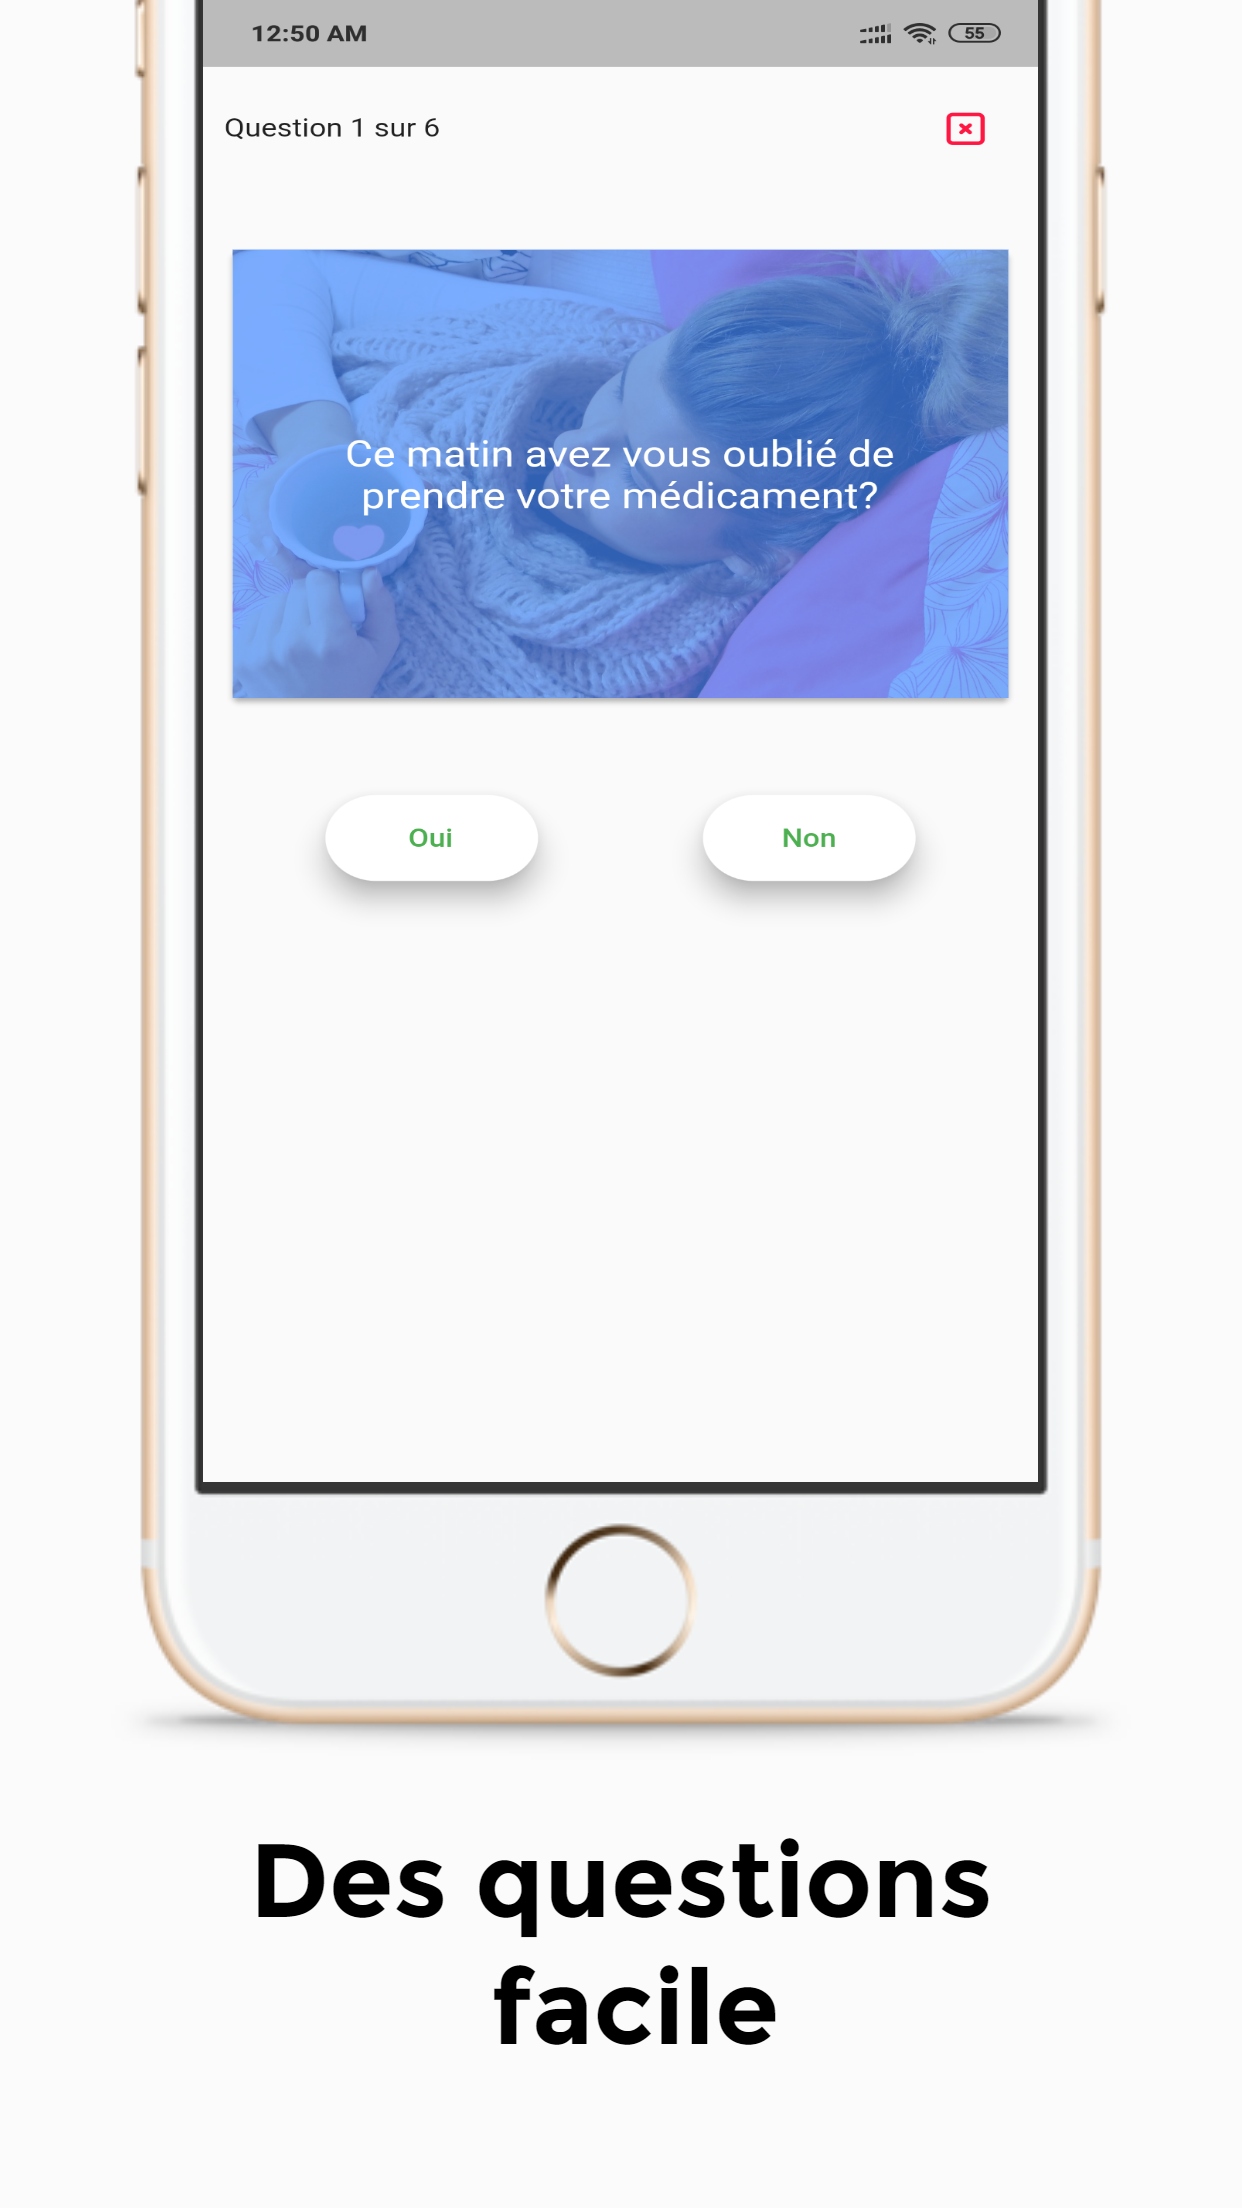 12:50 AM
55
Question 1 sur 6
Ce matin avez vous oublié de
prendre votre médicament?
Oui
Non
Des questions
facile